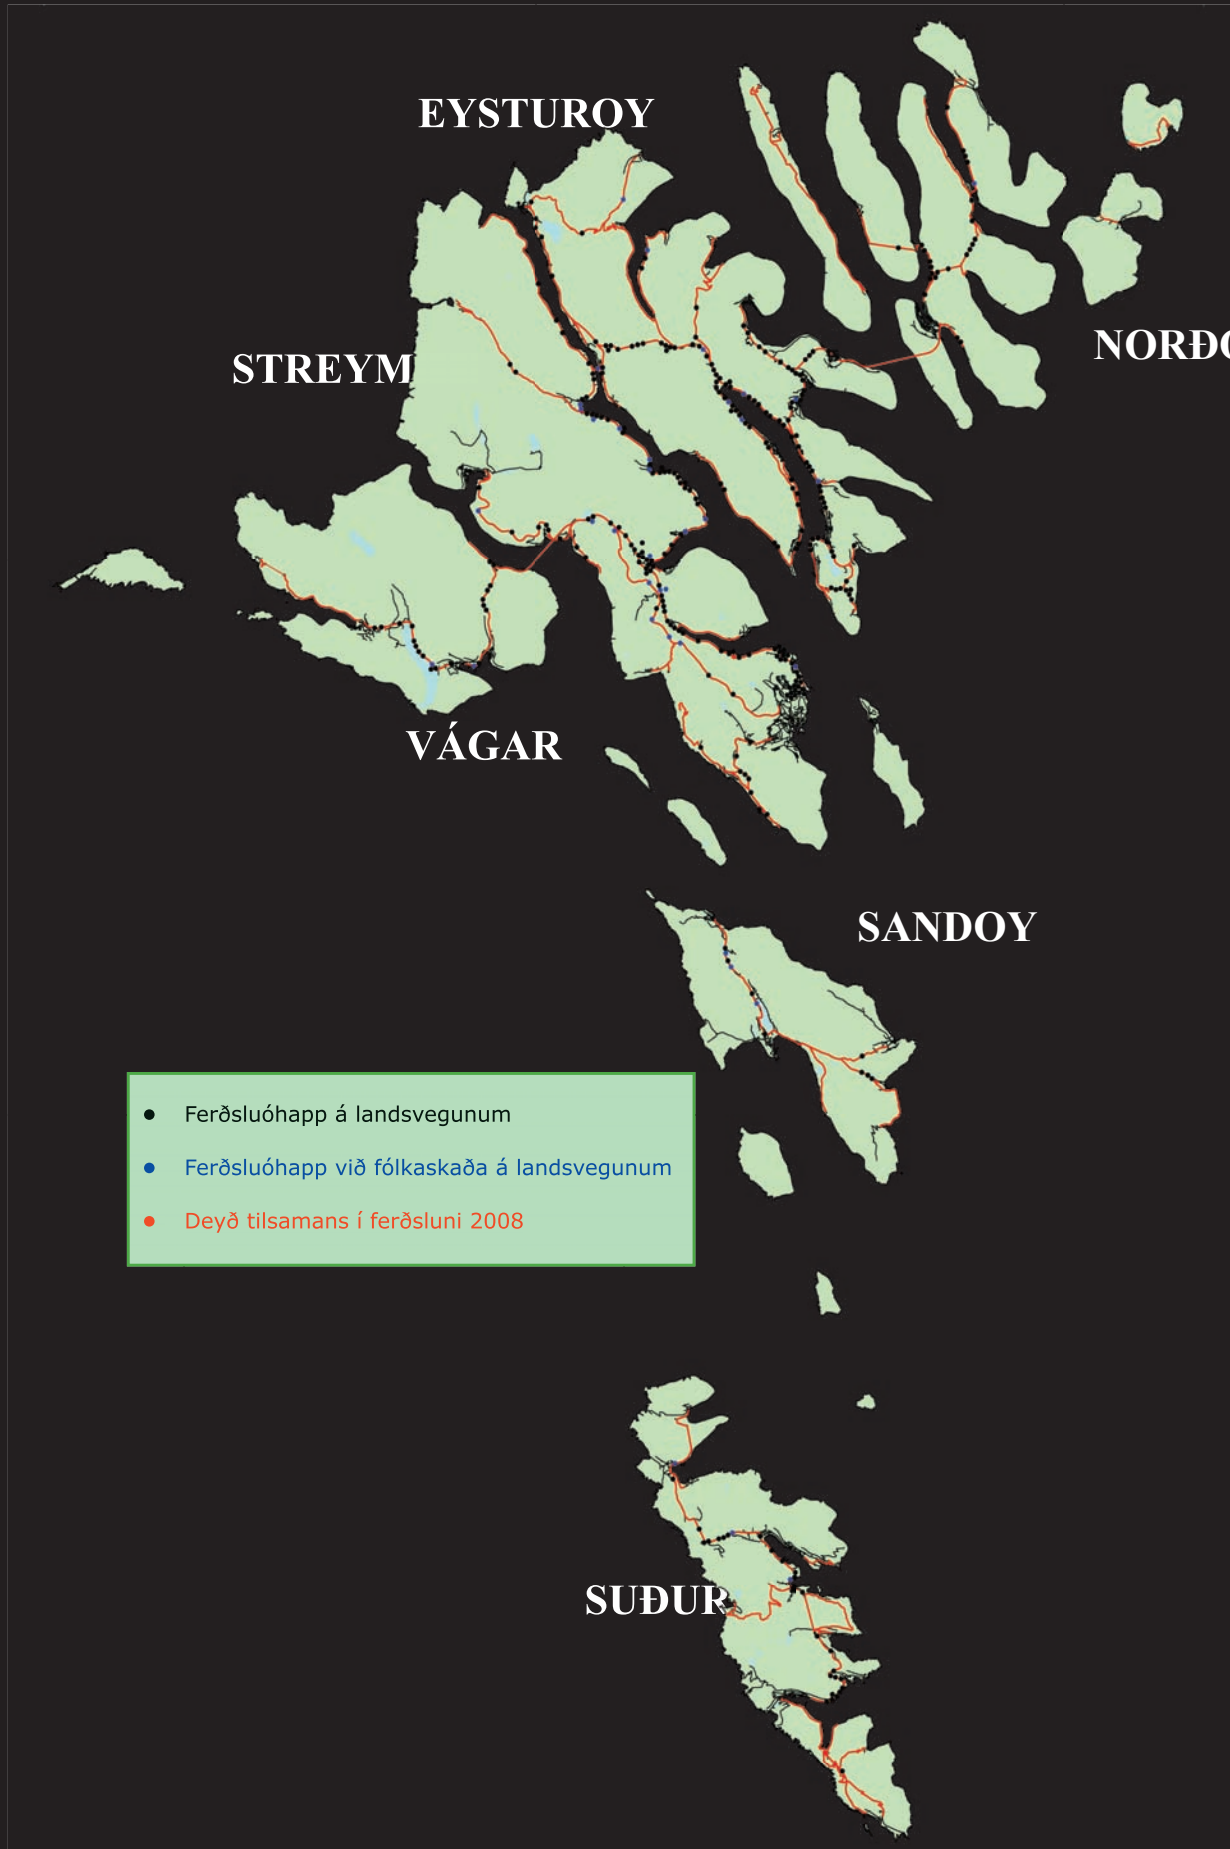 EYSTUROY
NORÐO
STREYM
VÁGAR
SANDOY
Ferðsluóhapp á landsvegunum
Ferðsluóhapp við fólkaskaða á landsvegunum
Deyð tilsamans í ferðsluni 2008
SUÐUR